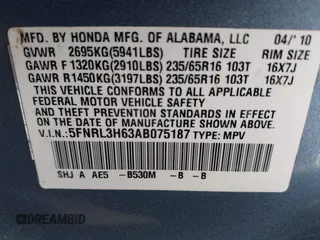 MFD. BY HONDA MFG. OF ALABAMA, LLC 04/'10
GVWR 2695KG(5941LBS) TIRE SIZE RIM SIZE
GAWR F 1320KG(2910LBS) 235/65R16 103T 16X7J
GAWR R1450KG(3197LBS) 235/65R16 103T 16X7J
THIS VEHICLE CONFORMS TO ALL APPLICABLE
FEDERAL MOTOR VEHICLE SAFETY AND
THEFT PREVENTION STANDARDS IN EFFECT ON
THE DATE OF MANUFACTURE SHOWN ABOVE.
V.I.N.:5FNRL3H63AB075187 TYPE: MPV
SHJ A AE5 -B530M -B -B
DREAMBID